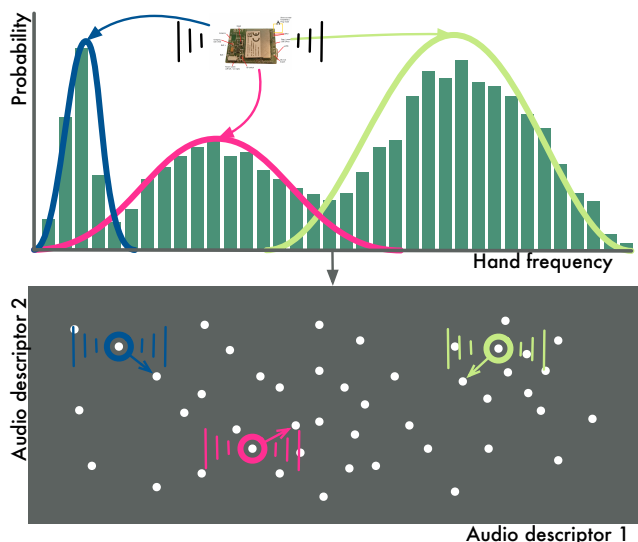 Probability
Hand frequency
Audio descriptor 2
Audio descriptor 1